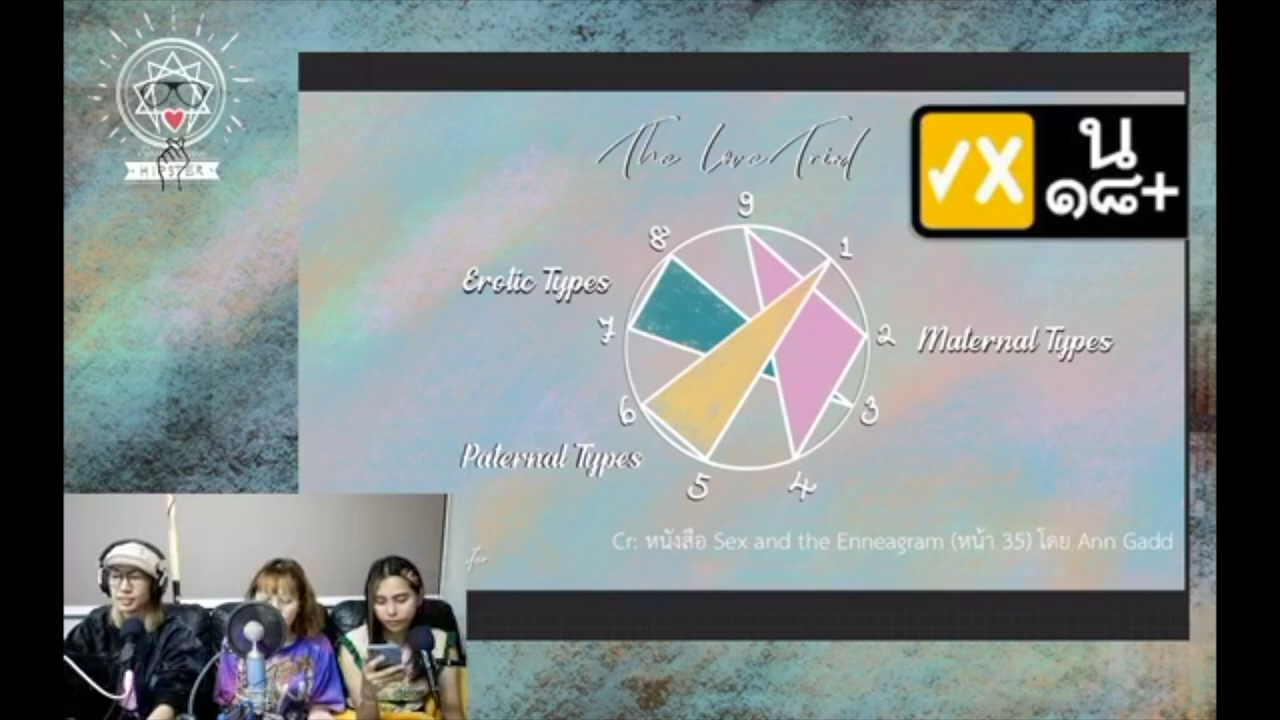 HIPSTER
The Love Triad
✓X
น
๑๘+
9
8
1
Erotic Types
7
2
Maternal Types
6
3
Paternal Types
5
4
Cr: หนังสือ Sex and the Enneagram (หน้า 35) โดย Ann Gadd